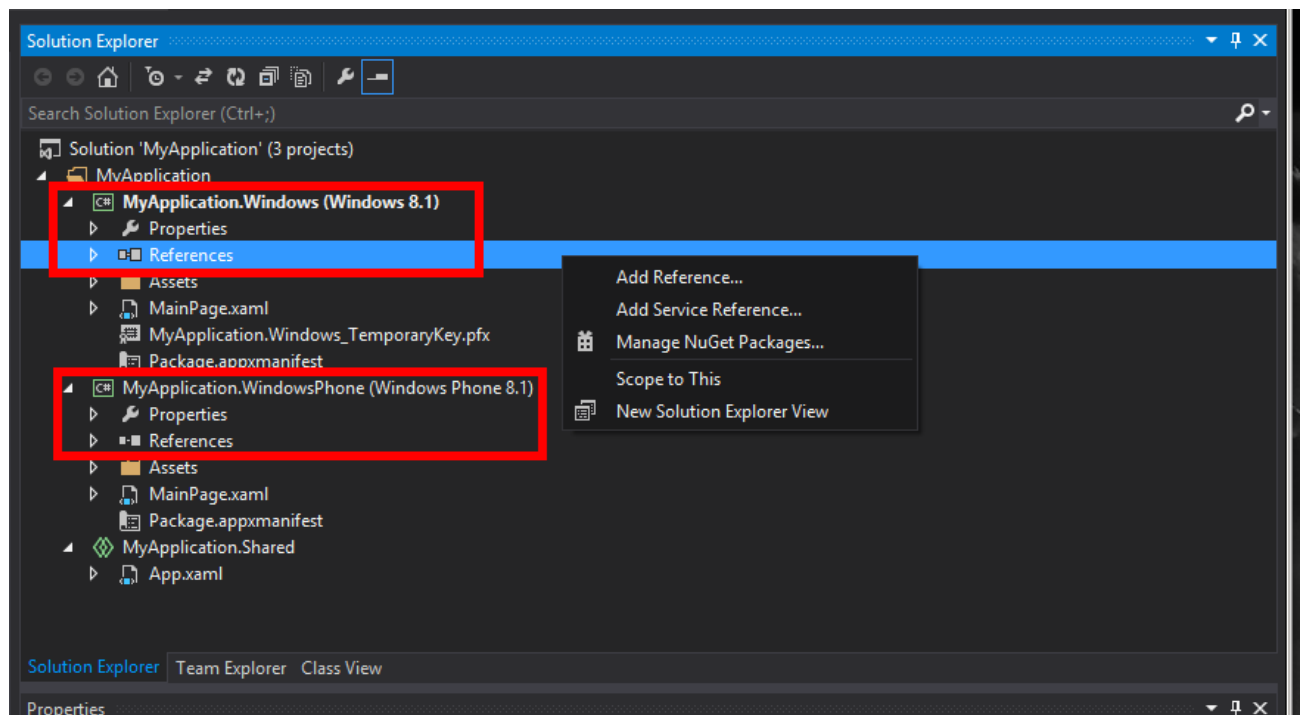 Solution Explorer
Search Solution Explorer (Ctrl+;)
Solution 'MyApplication' (3 projects)
MyApplication
C# MyApplication.Windows (Windows 8.1)
Properties
References
Assets
MainPage.xaml
MyApplication.Windows_TemporaryKey.pfx
Package.appxmanifest
C# MyApplication.WindowsPhone (Windows Phone 8.1)
Properties
References
Assets
MainPage.xaml
Package.appxmanifest
MyApplication.Shared
App.xaml
Add Reference...
Add Service Reference...
Manage NuGet Packages...
Scope to This
New Solution Explorer View
Solution Explorer Team Explorer Class View
Properties